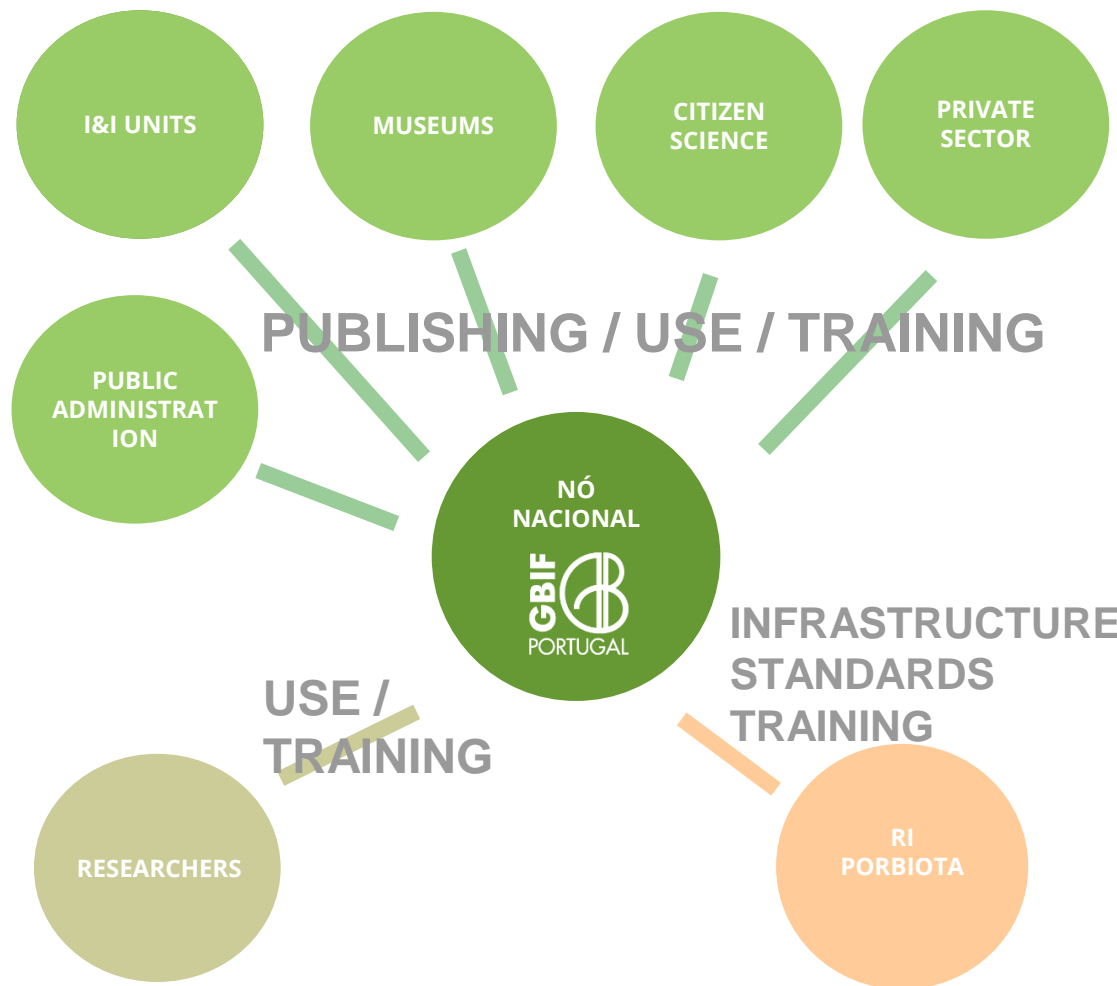 I&I UNITS
MUSEUMS
CITIZEN
SCIENCE
PRIVATE
SECTOR
PUBLISHING / USE / TRAINING
PUBLIC
ADMINISTRAT
ION
NÓ
NACIONAL
GBIF
PORTUGAL
INFRASTRUCTURE
STANDARDS
TRAINING
USE /
TRAINING
RESEARCHERS
RI
PORBIOTA